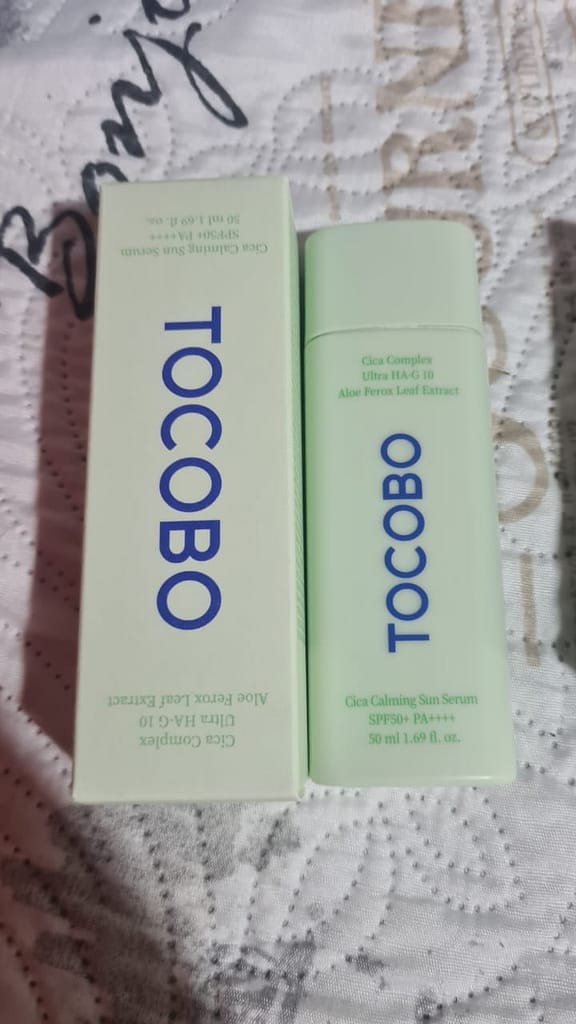 Bonj
TOCOBO
Cica Complex
Ultra HA-G 10
Aloe Ferox Leaf Extract
Cica Calming Sun Serum
SPF50+ PA++++
50 ml 1.69 fl. oz.
Cica Complex
Ultra HA-G 10
Aloe Ferox Leaf Extract
TOCOBO
Cica Calming Sun Serum
SPF50+ PA++++
50 ml 1.69 fl. oz.